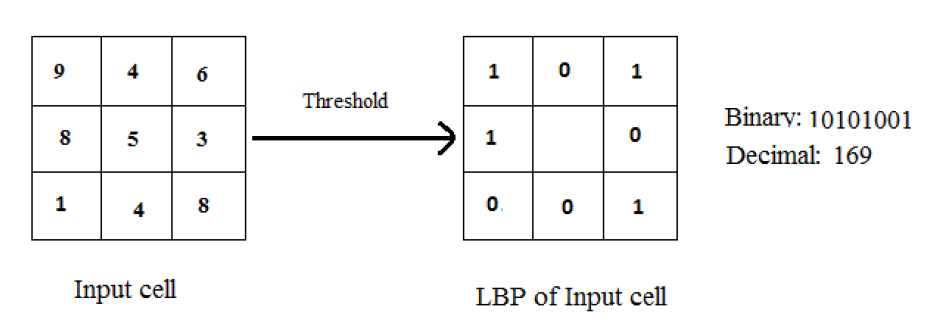 9 4 6
8 5 3
1 4 8
Input cell
Threshold
1 0 1
1 0
0. 0 1
LBP of Input cell
Binary: 10101001
Decimal: 169